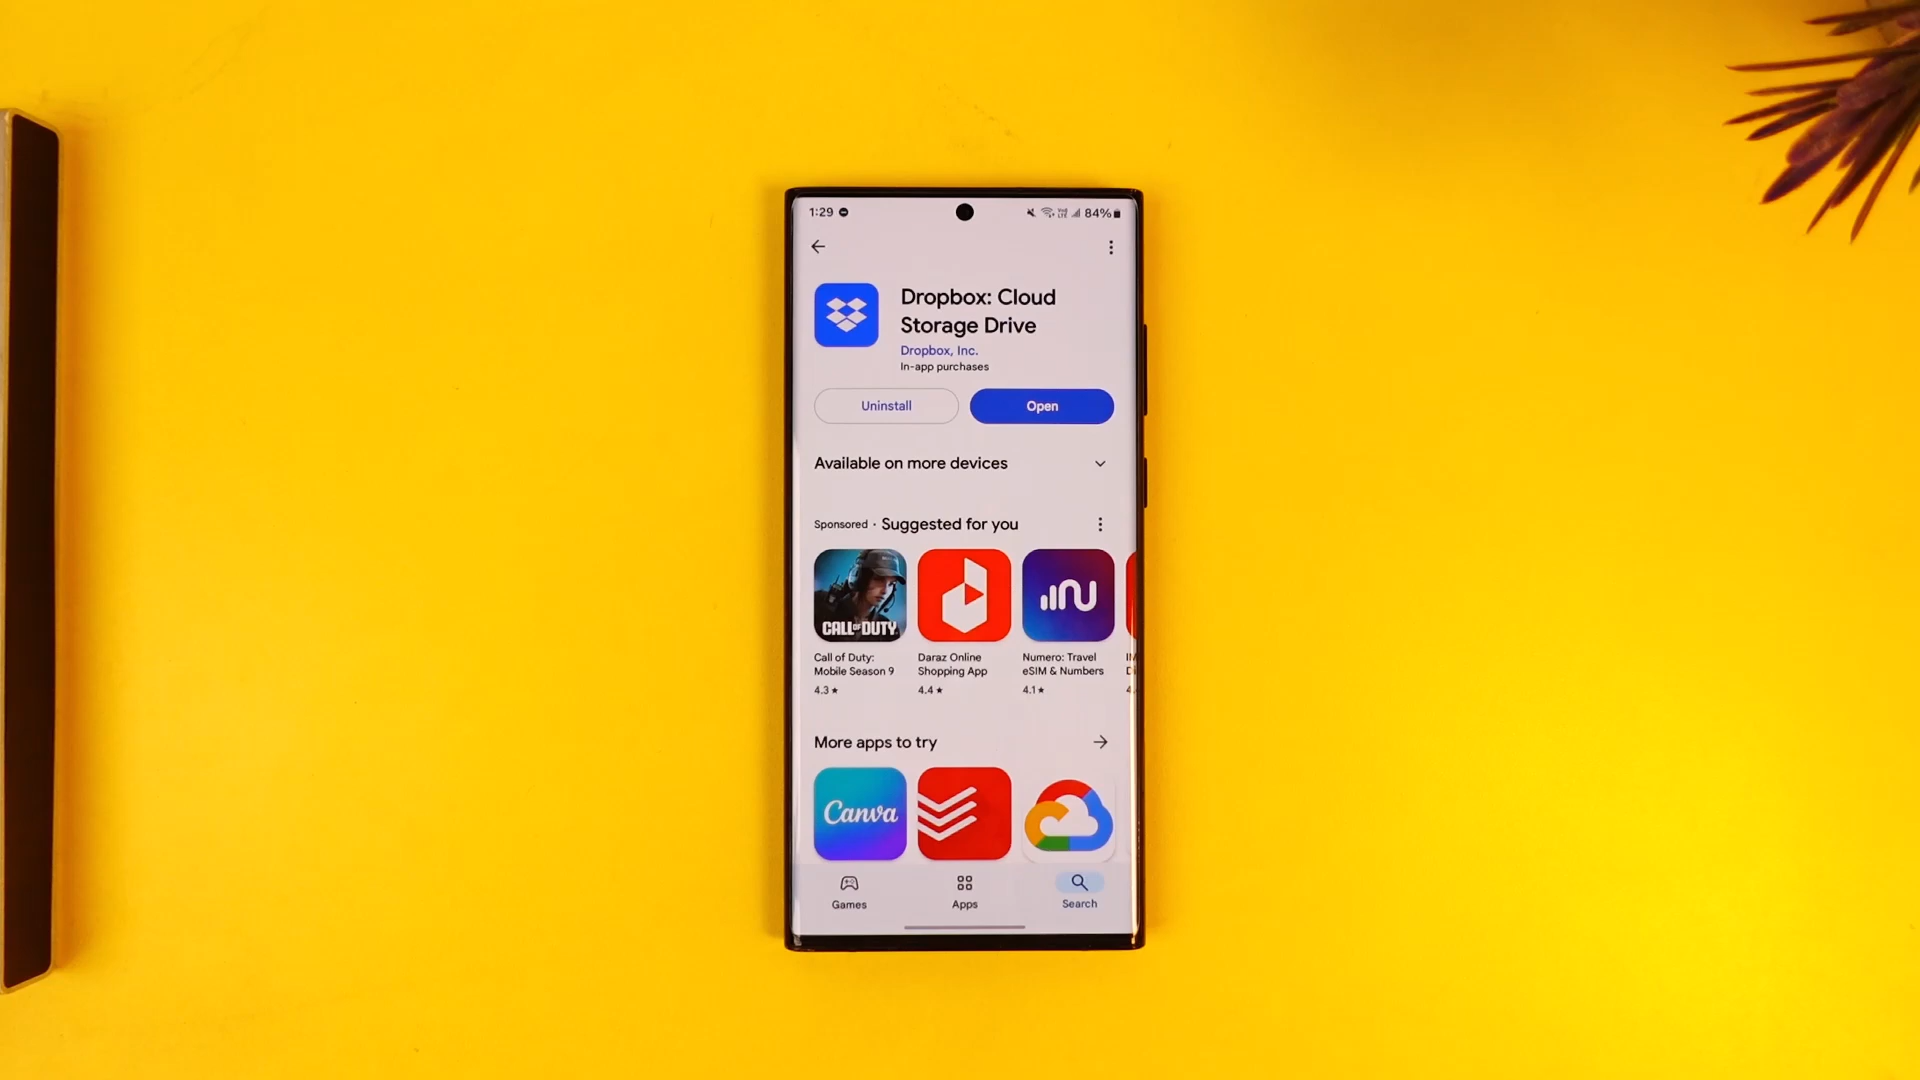 1:29
84%
Dropbox: Cloud
Storage Drive
Dropbox, Inc.
In-app purchases
Uninstall
Open
Available on more devices
Sponsored · Suggested for you
CALL OF DUTY
Call of Duty:
Mobile Season 9
4.3 ★
Daraz Online
Shopping App
4.4 ★
Numero: Travel
eSIM & Numbers
4.1 ★
More apps to try
Canva
Games
Apps
Search